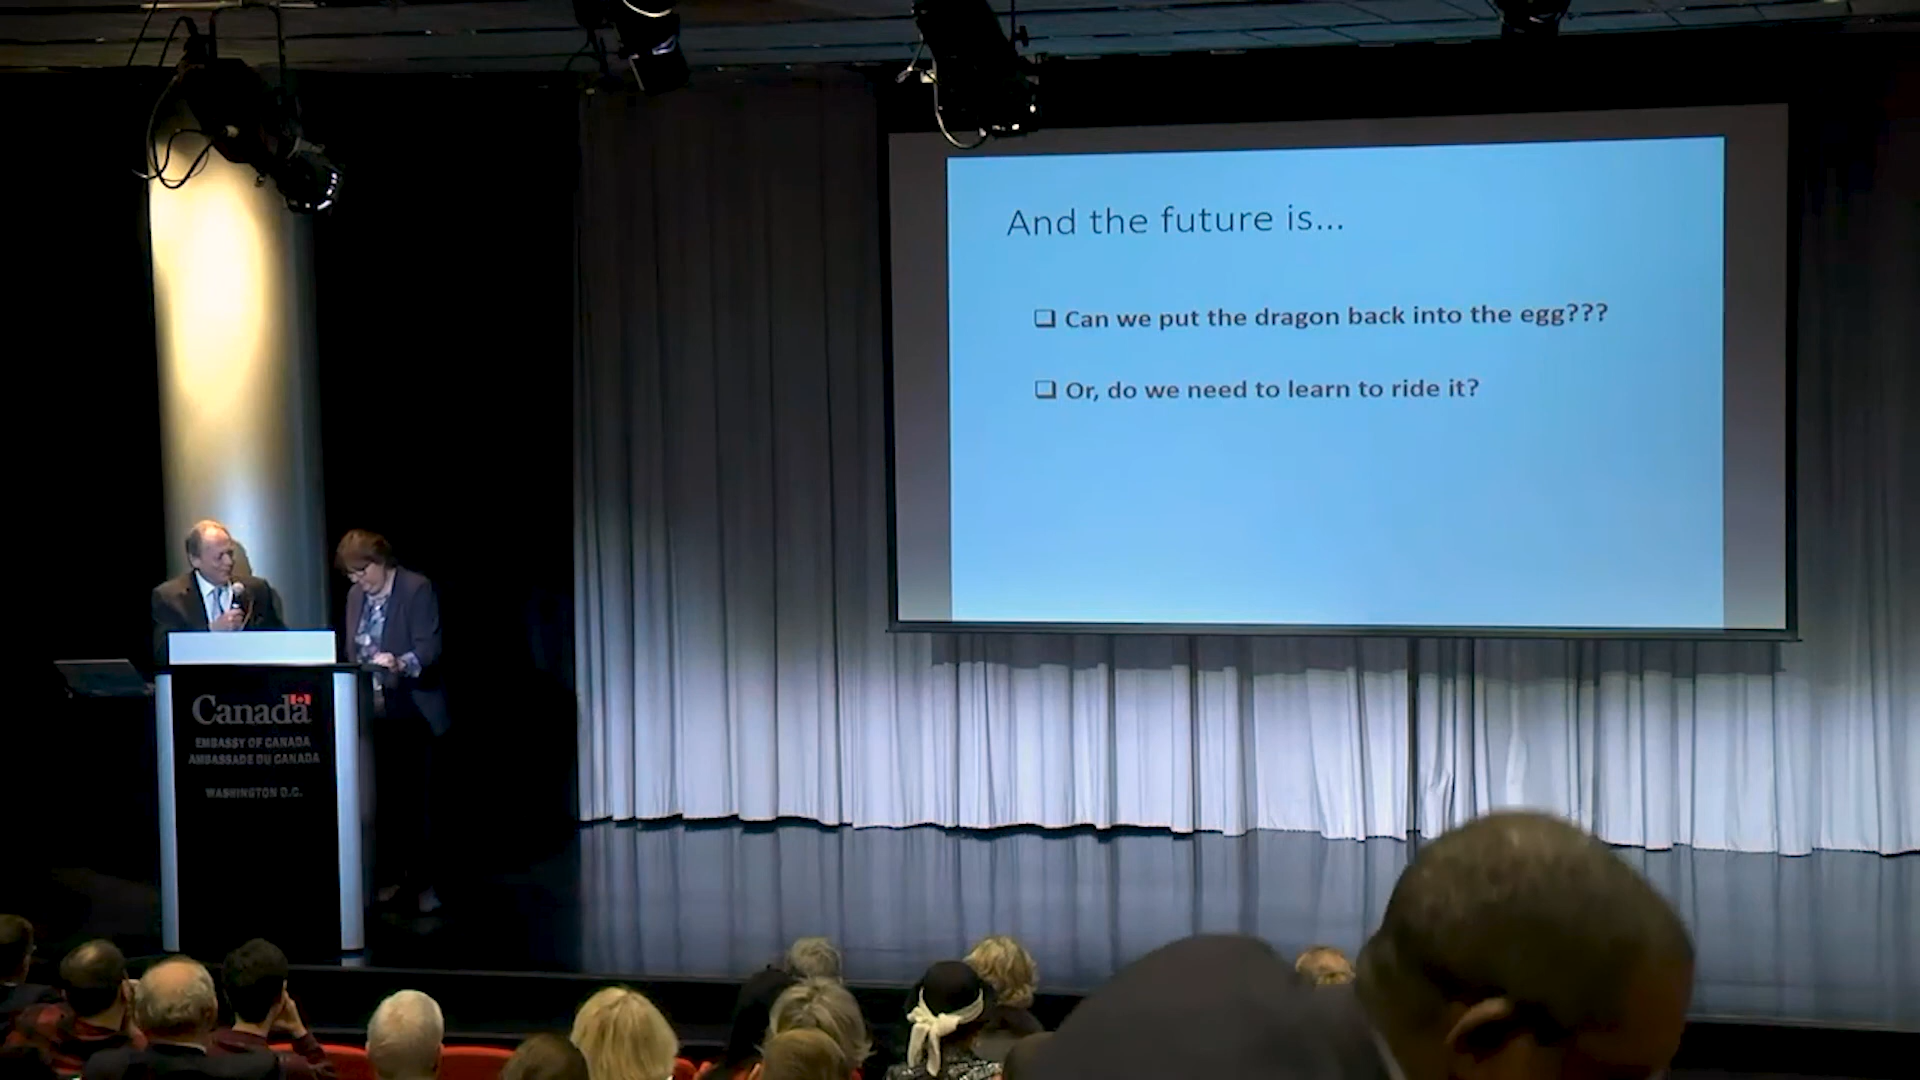 And the future is...
❑ Can we put the dragon back into the egg???
❑ Or, do we need to learn to ride it?
Canada
EMBASSY OF CANADA
AMBASSADE DU CANADA
WASHINGTON D.C.